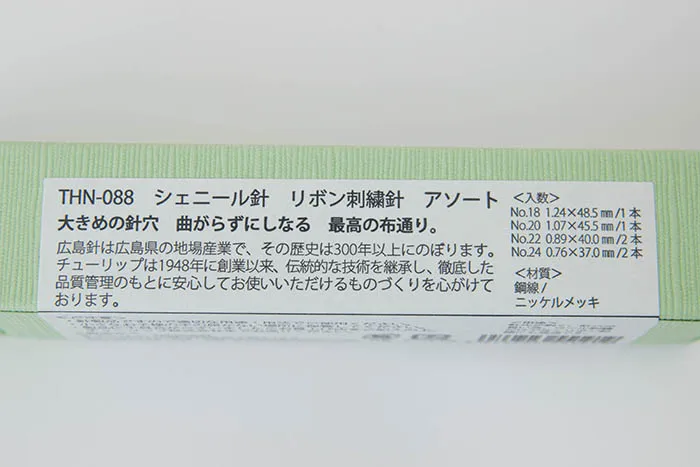 THN-088 シェニール針 リボン刺繍針 アソート
大きめの針穴 曲がらずにしなる 最高の布通り。
広島針は広島県の地場産業で、その歴史は300年以上にのぼります。
チューリップは1948年に創業以来、伝統的な技術を継承し、徹底した
品質管理のもとに安心してお使いいただけるものづくりを心がけて
おります。
＜入数＞
No.18 1.24×48.5 mm/1本
No.20 1.07×45.5 mm/1本
No.22 0.89×40.0 mm/2本
No.24 0.76×37.0 mm/2本
＜材質＞
鋼線/
ニッケルメッキ